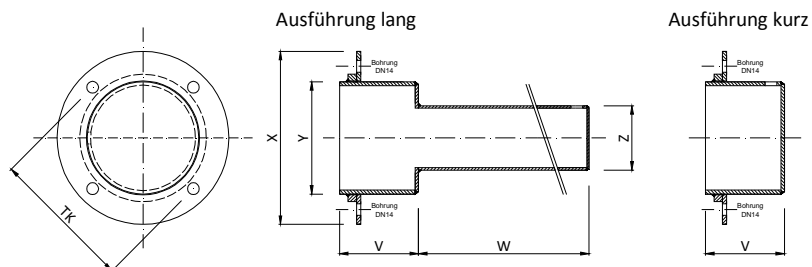 Ausführung lang
Ausführung kurz
Bohrung
DN14
Bohrung
DN14
X
Y
Z
TK
Bohrung
DN14
Bohrung
DN14
V
W
V